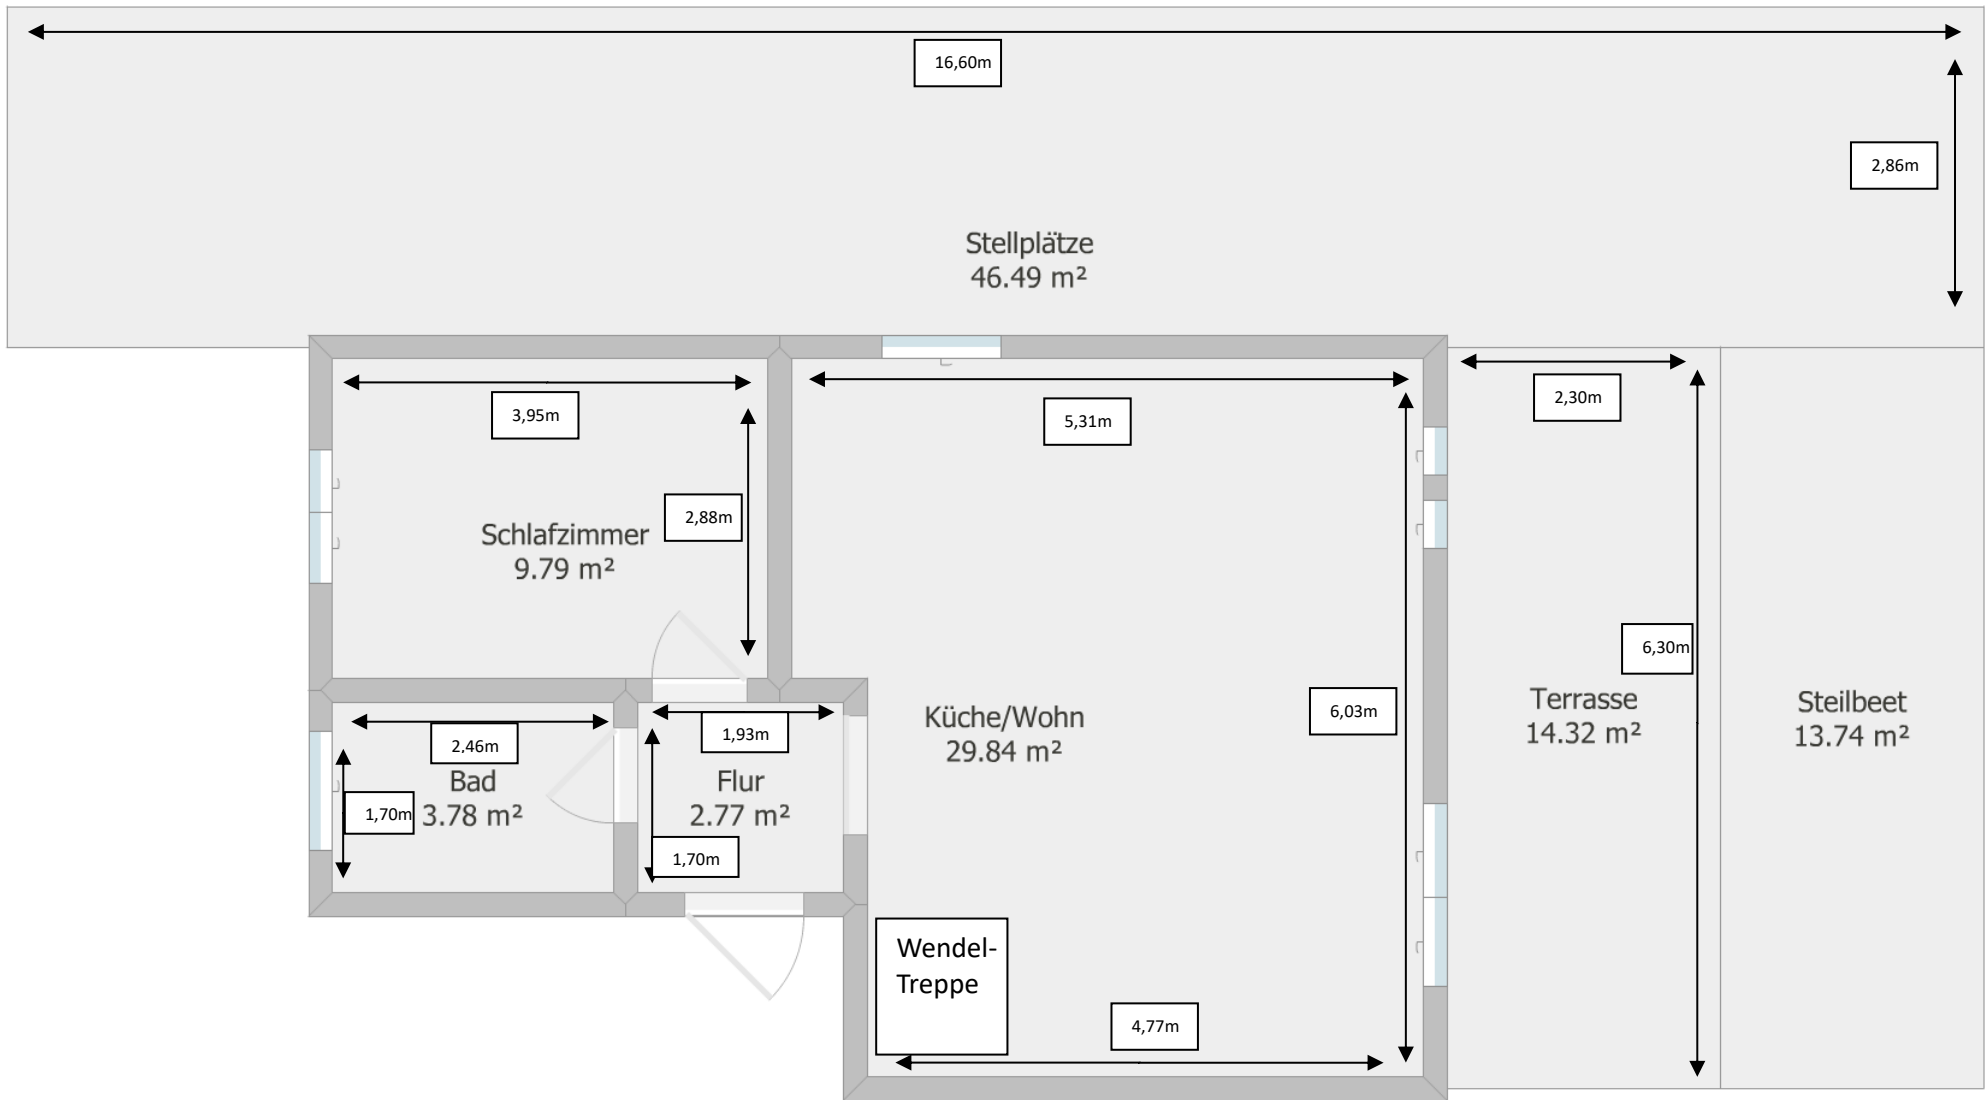 16,60m
2,86m
Stellplätze
46.49 m²
3,95m
5,31m
2,30m
2,88m
Schlafzimmer
9.79 m²
6,30m
6,03m
Küche/Wohn
29.84 m²
Terrasse
14.32 m²
Steilbeet
13.74 m²
2,46m
1,93m
Bad
3.78 m²
1,70m
Flur
2.77 m²
1,70m
Wendel-
Treppe
4,77m